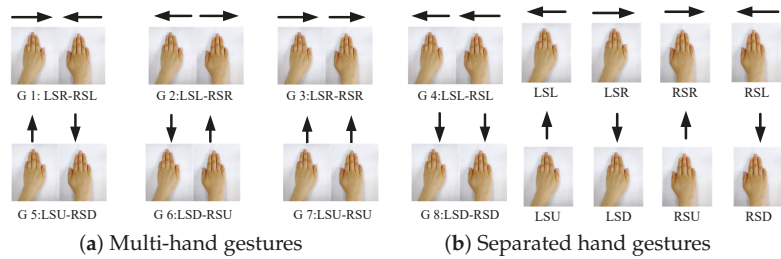 G 1: LSR-RSL G 2:LSL-RSR G 3:LSR-RSR G 4:LSL-RSL LSL LSR RSR RSL
G 5:LSU-RSD G 6:LSD-RSU G 7:LSU-RSU G 8:LSD-RSD LSU LSD RSU RSD
(a) Multi-hand gestures (b) Separated hand gestures